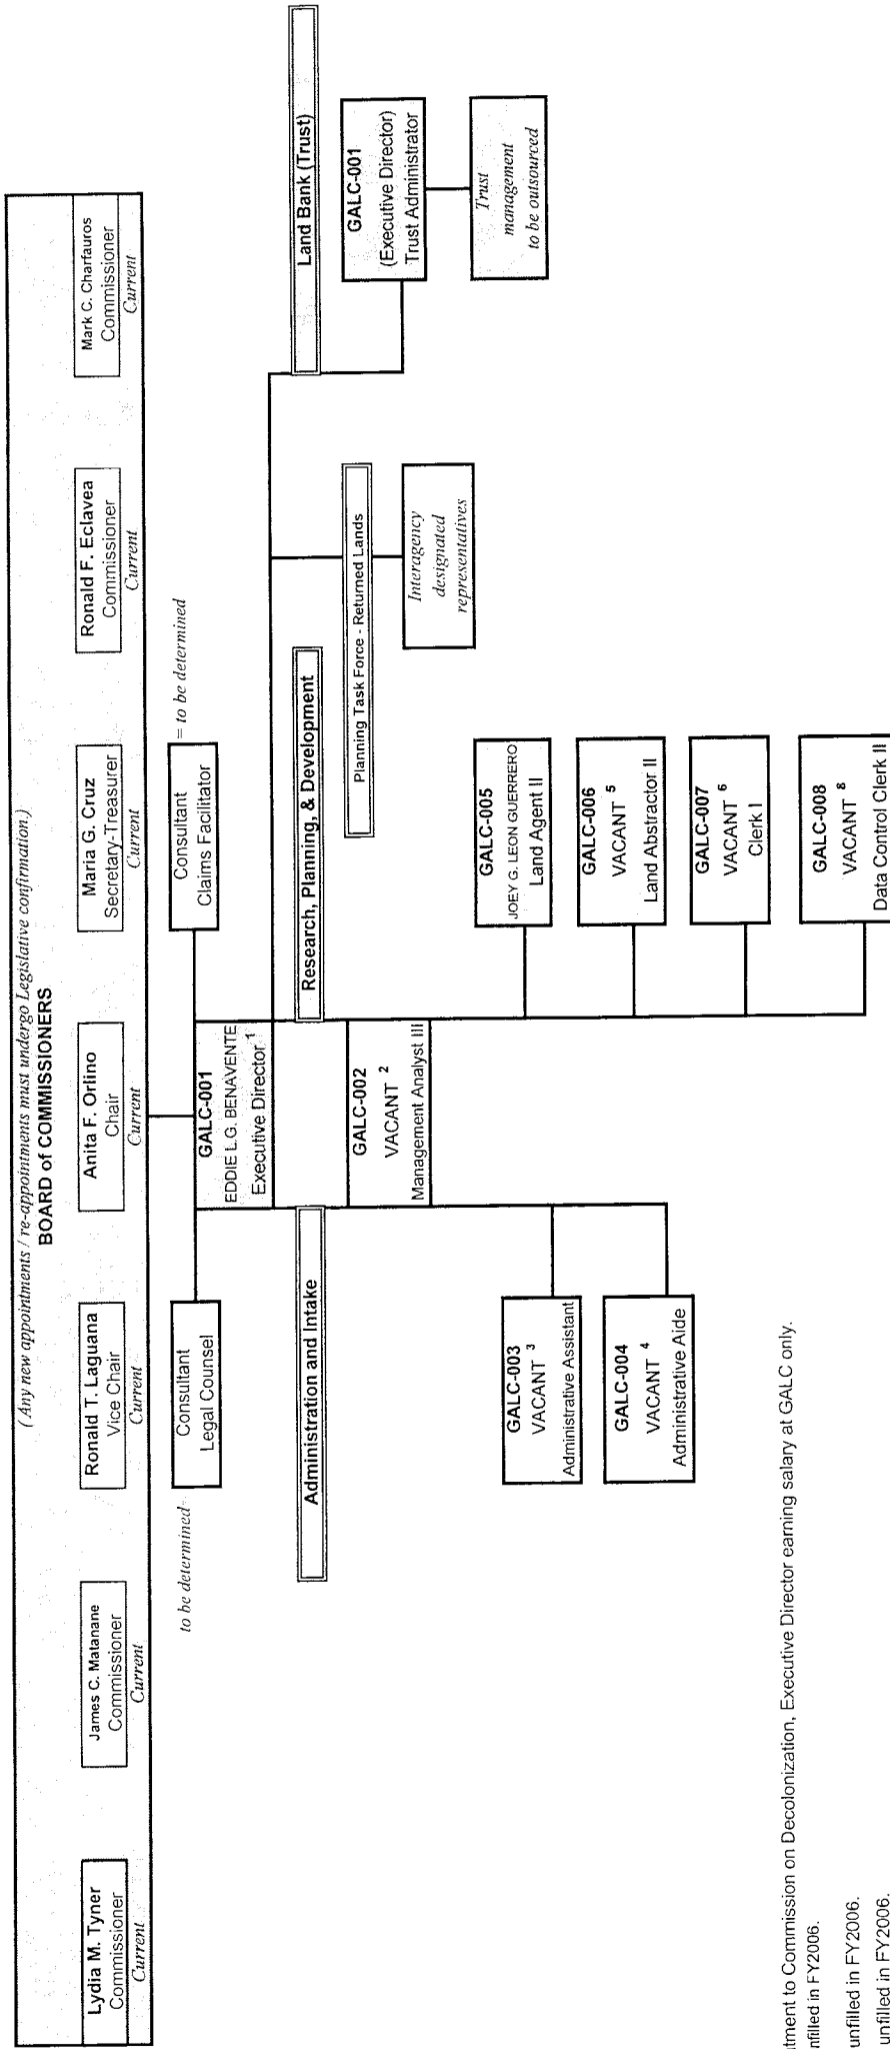 ( Any new appointments / re-appointments must undergo Legislative confirmation.)
BOARD of COMMISSIONERS
Lydia M. Tyner
Commissioner
Current
James C. Matanane
Commissioner
Current
Ronald T. Laguana
Vice Chair
Current
Anita F. Orlino
Chair
Current
Maria G. Cruz
Secretary-Treasurer
Current
Ronald F. Eclavea
Commissioner
Current
Mark C. Charfauros
Commissioner
Current
to be determined=
Consultant
Legal Counsel
Consultant
Claims Facilitator
= to be determined
GALC-001
EDDIE L.G. BENAVENTE
Executive Director 1
Administration and Intake
Research, Planning, & Development
Land Bank (Trust)
GALC-002
VACANT 2
Management Analyst III
Planning Task Force - Returned Lands
Interagency
designated
representatives
GALC-001
(Executive Director)
Trust Administrator
Trust
management
to be outsourced
GALC-003
VACANT 3
Administrative Assistant
GALC-004
VACANT 4
Administrative Aide
GALC-005
JOEY G. LEON GUERRERO
Land Agent II
GALC-006
VACANT 5
Land Abstractor II
GALC-007
VACANT 6
Clerk I
GALC-008
VACANT 8
Data Control Clerk II
tment to Commission on Decolonization, Executive Director earning salary at GALC only.
nfilled in FY2006.
unfilled in FY2006.
unfilled in FY2006.